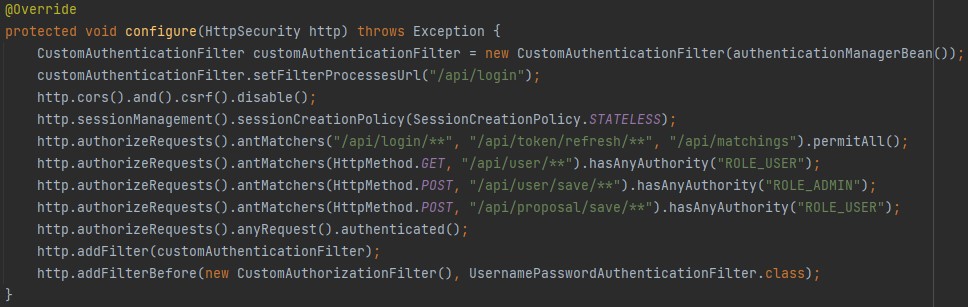 @Override
protected void configure(HttpSecurity http) throws Exception {
CustomAuthenticationFilter customAuthenticationFilter = new CustomAuthenticationFilter(authenticationManagerBean());
customAuthenticationFilter.setFilterProcessesUrl("/api/login");
http.cors().and().csrf().disable();
http.sessionManagement().sessionCreationPolicy(SessionCreationPolicy.STATELESS);
http.authorizeRequests().antMatchers("/api/login/**", "/api/token/refresh/**", "/api/matchings").permitAll();
http.authorizeRequests().antMatchers(HttpMethod.GET, "/api/user/**").hasAnyAuthority("ROLE_USER");
http.authorizeRequests().antMatchers(HttpMethod.POST, "/api/user/save/**").hasAnyAuthority("ROLE_ADMIN");
http.authorizeRequests().antMatchers(HttpMethod.POST, "/api/proposal/save/**").hasAnyAuthority("ROLE_USER");
http.authorizeRequests().anyRequest().authenticated();
http.addFilter(customAuthenticationFilter);
http.addFilterBefore(new CustomAuthorizationFilter(), UsernamePasswordAuthenticationFilter.class);
}